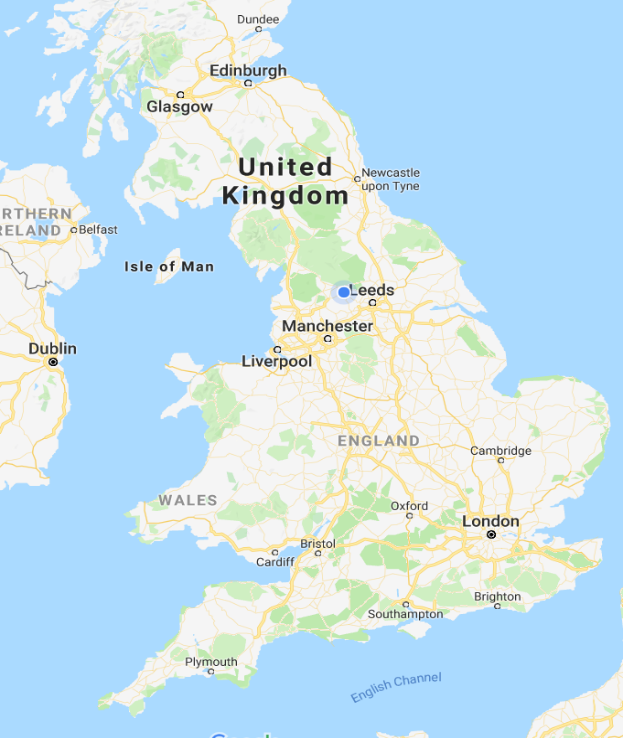 Dundee
Edinburgh
Glasgow
United
Kingdom
Newcastle
upon Tyne
RTHERN
RELAND
Belfast
Isle of Man
Leeds
Manchester
Dublin
Liverpool
ENGLAND
Cambridge
WALES
Oxford
London
Bristol
Cardiff
Brighton
Southampton
Plymouth
English Channel